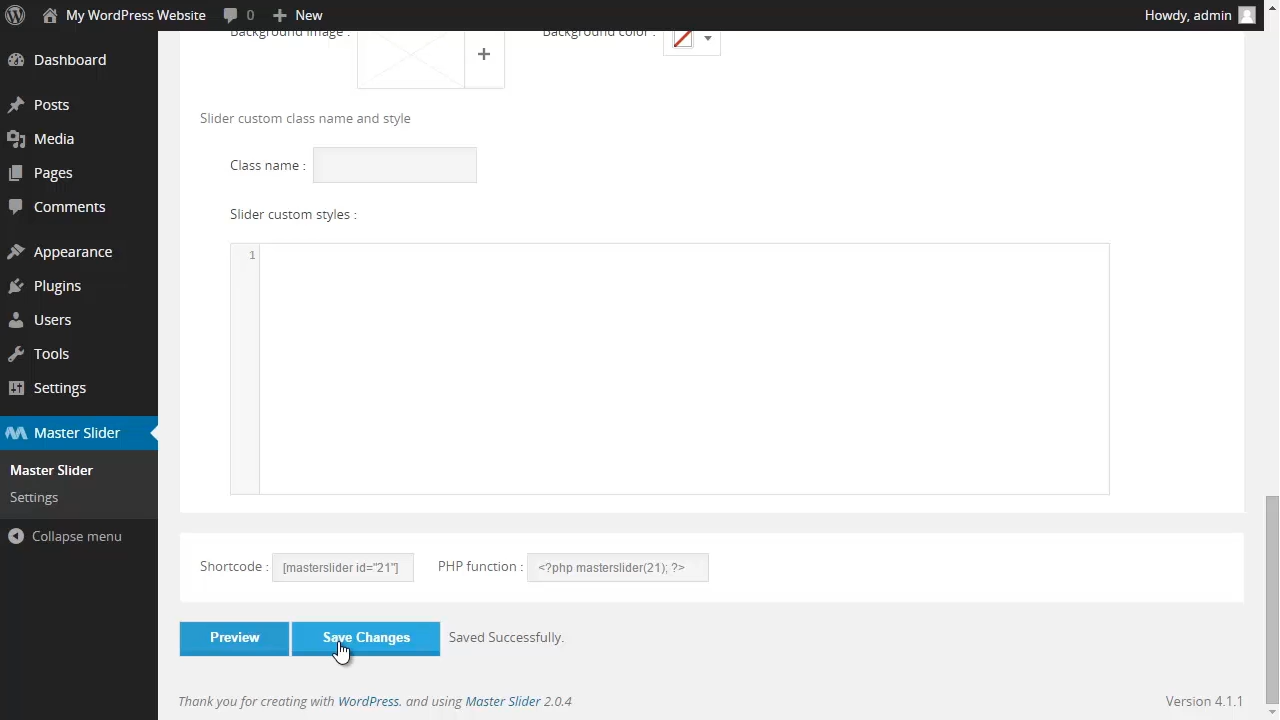 My WordPress Website 0 New Howdy, admin
Background image : Background color :
Dashboard
Posts
Media
Pages
Comments
Appearance
Plugins
Users
Tools
Settings
Master Slider
Master Slider
Settings
Collapse menu
Slider custom class name and style
Class name :
Slider custom styles :
1
Shortcode : [masterslider id="21"] PHP function : <?php masterslider(21); ?>
Preview Save Changes Saved Successfully.
Thank you for creating with WordPress. and using Master Slider 2.0.4 Version 4.1.1